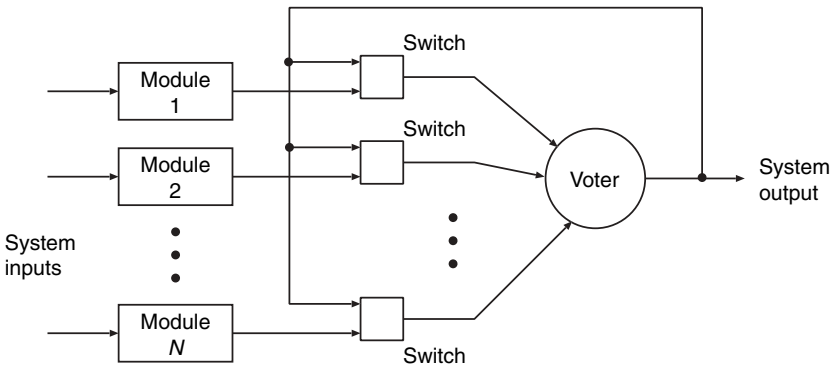 Switch
Module
1
Switch
Module
2
Voter
System
output
System
inputs
Module
N
Switch